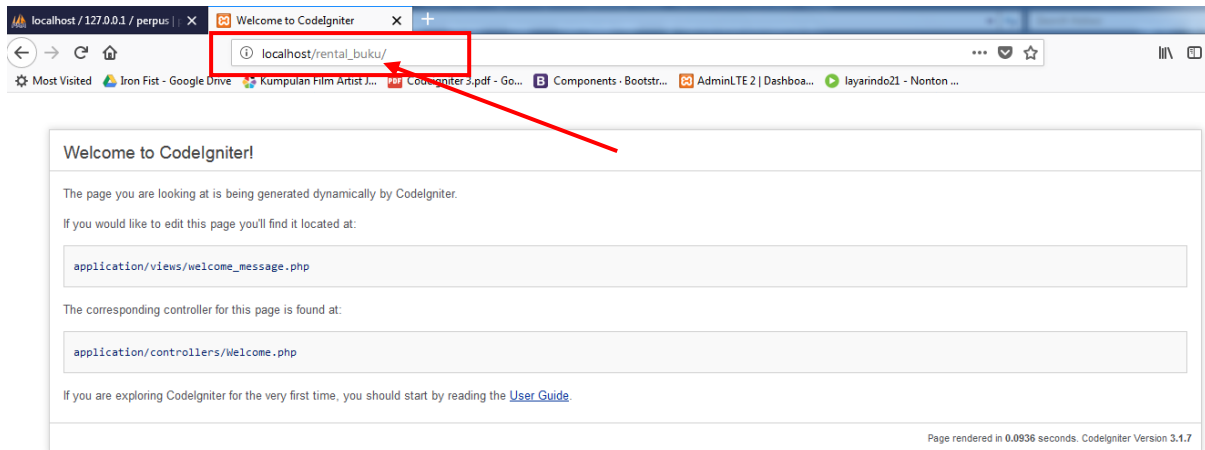 localhost / 127.0.0.1 / perpus |
Welcome to CodeIgniter
localhost/rental_buku/
Most Visited
Iron Fist - Google Drive
Kumpulan Film Artist J...
CodeIgniter 3.pdf - Go...
Components · Bootstr...
AdminLTE 2 | Dashboa...
layarindo21 - Nonton ...
Welcome to CodeIgniter!
The page you are looking at is being generated dynamically by CodeIgniter.
If you would like to edit this page you'll find it located at:
application/views/welcome_message.php
The corresponding controller for this page is found at:
application/controllers/Welcome.php
If you are exploring CodeIgniter for the very first time, you should start by reading the User Guide.
Page rendered in 0.0936 seconds. CodeIgniter Version 3.1.7